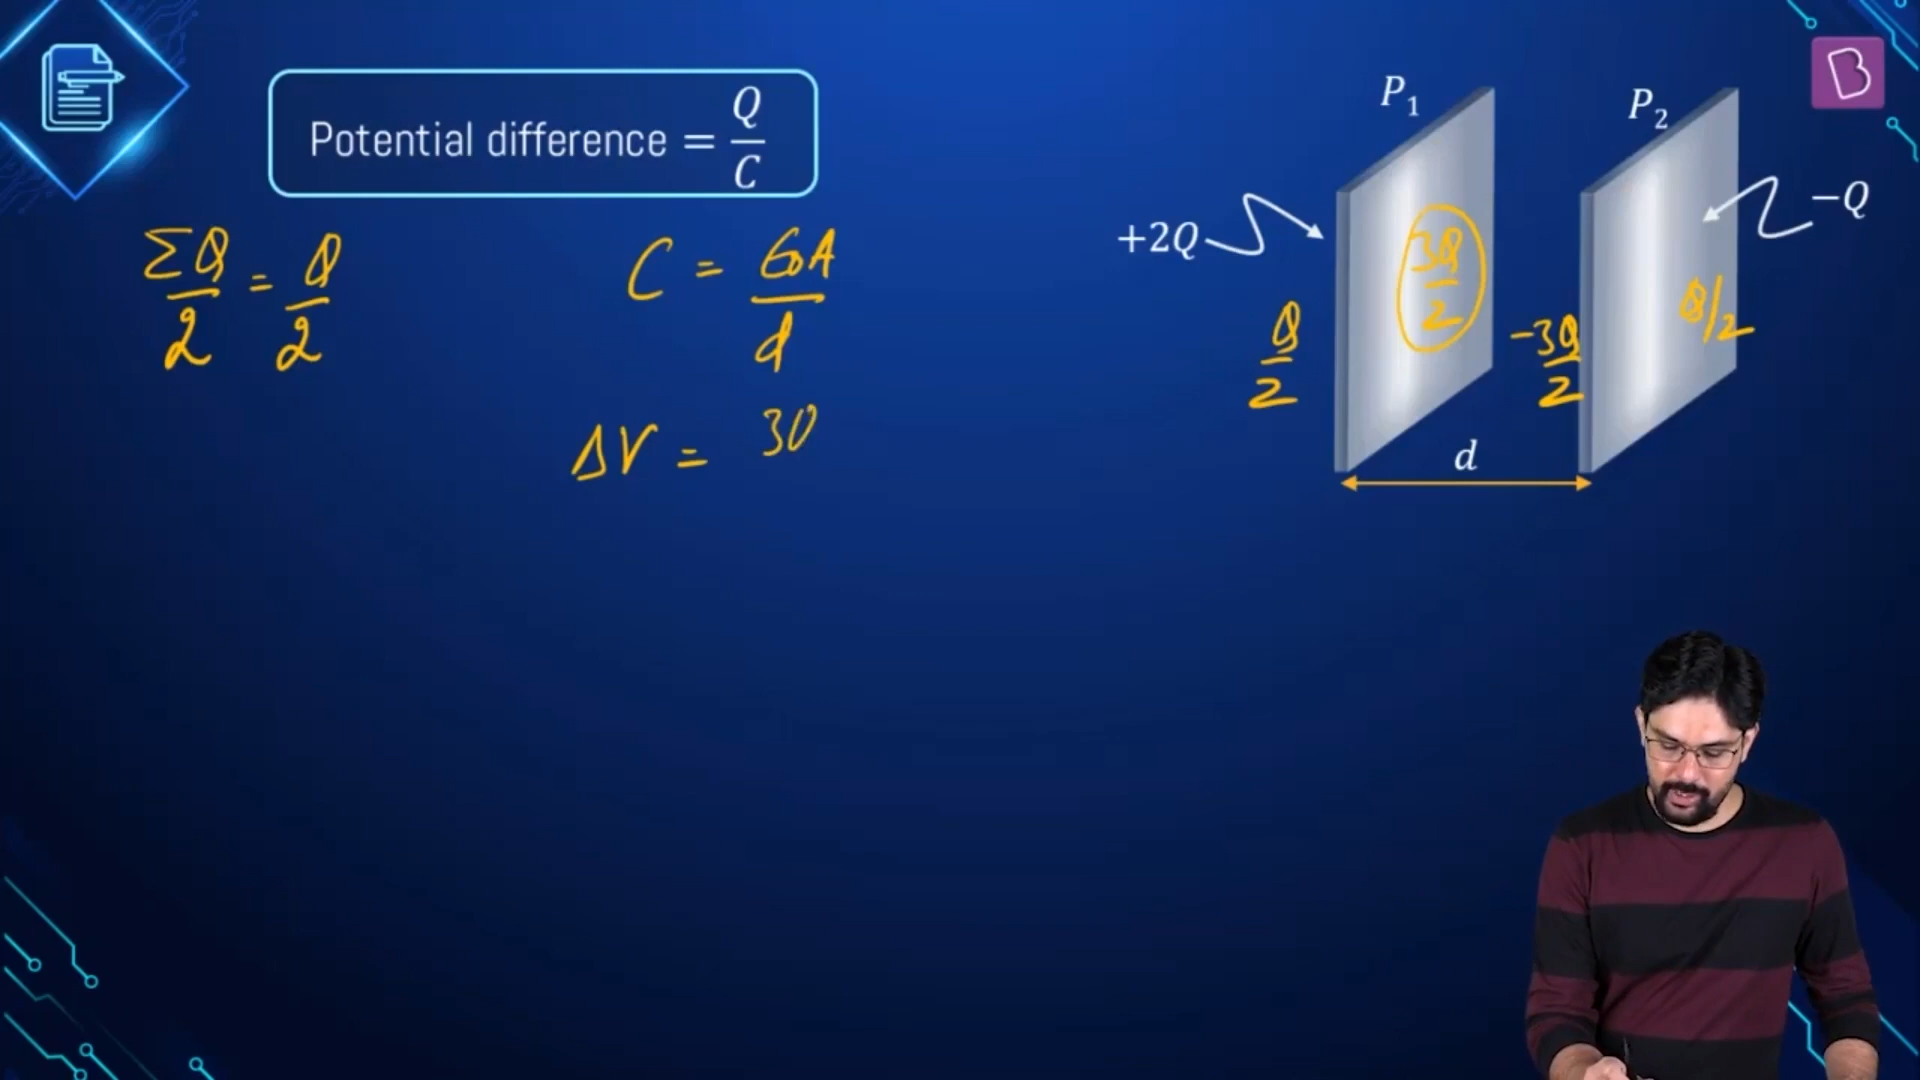 Potential difference = Q/C
ΣQ/2 = Q/2
C = ε₀A/d
ΔV = 3Q
P₁
P₂
+2Q
−Q
3Q/2
Q/2
-3Q/2
Q/2
d
B